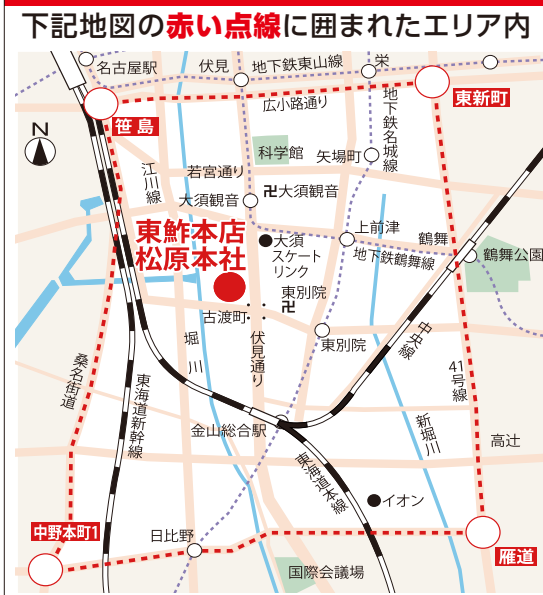 下記地図の赤い点線に囲まれたエリア内
名古屋駅
伏見
地下鉄東山線
栄
東新町
笹島
広小路通り
地下鉄名城線
N
科学館
矢場町
江川線
若宮通り
大須観音
卍大須観音
東鮓本店
松原本社
大須
スケート
リンク
上前津
鶴舞
地下鉄鶴舞線
鶴舞公園
東別院
卍
古渡町
堀川
伏見通り
東別院
中央線
桑名街道
東海道新幹線
41号線
新堀川
金山総合駅
高辻
東海道本線
イオン
中野本町1
日比野
雁道
国際会議場